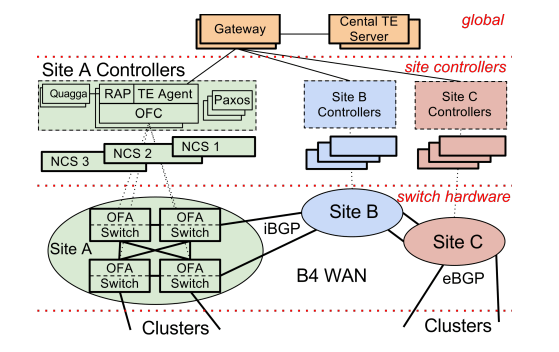 global
Gateway
Cental TE
Server
site controllers
Site A Controllers
Quagga
RAP
TE Agent
Paxos
OFC
Site B
Controllers
Site C
Controllers
NCS 1
NCS 2
NCS 3
switch hardware
OFA
Switch
OFA
Switch
Site A
OFA
Switch
OFA
Switch
iBGP
Site B
Site C
B4 WAN
eBGP
Clusters
Clusters